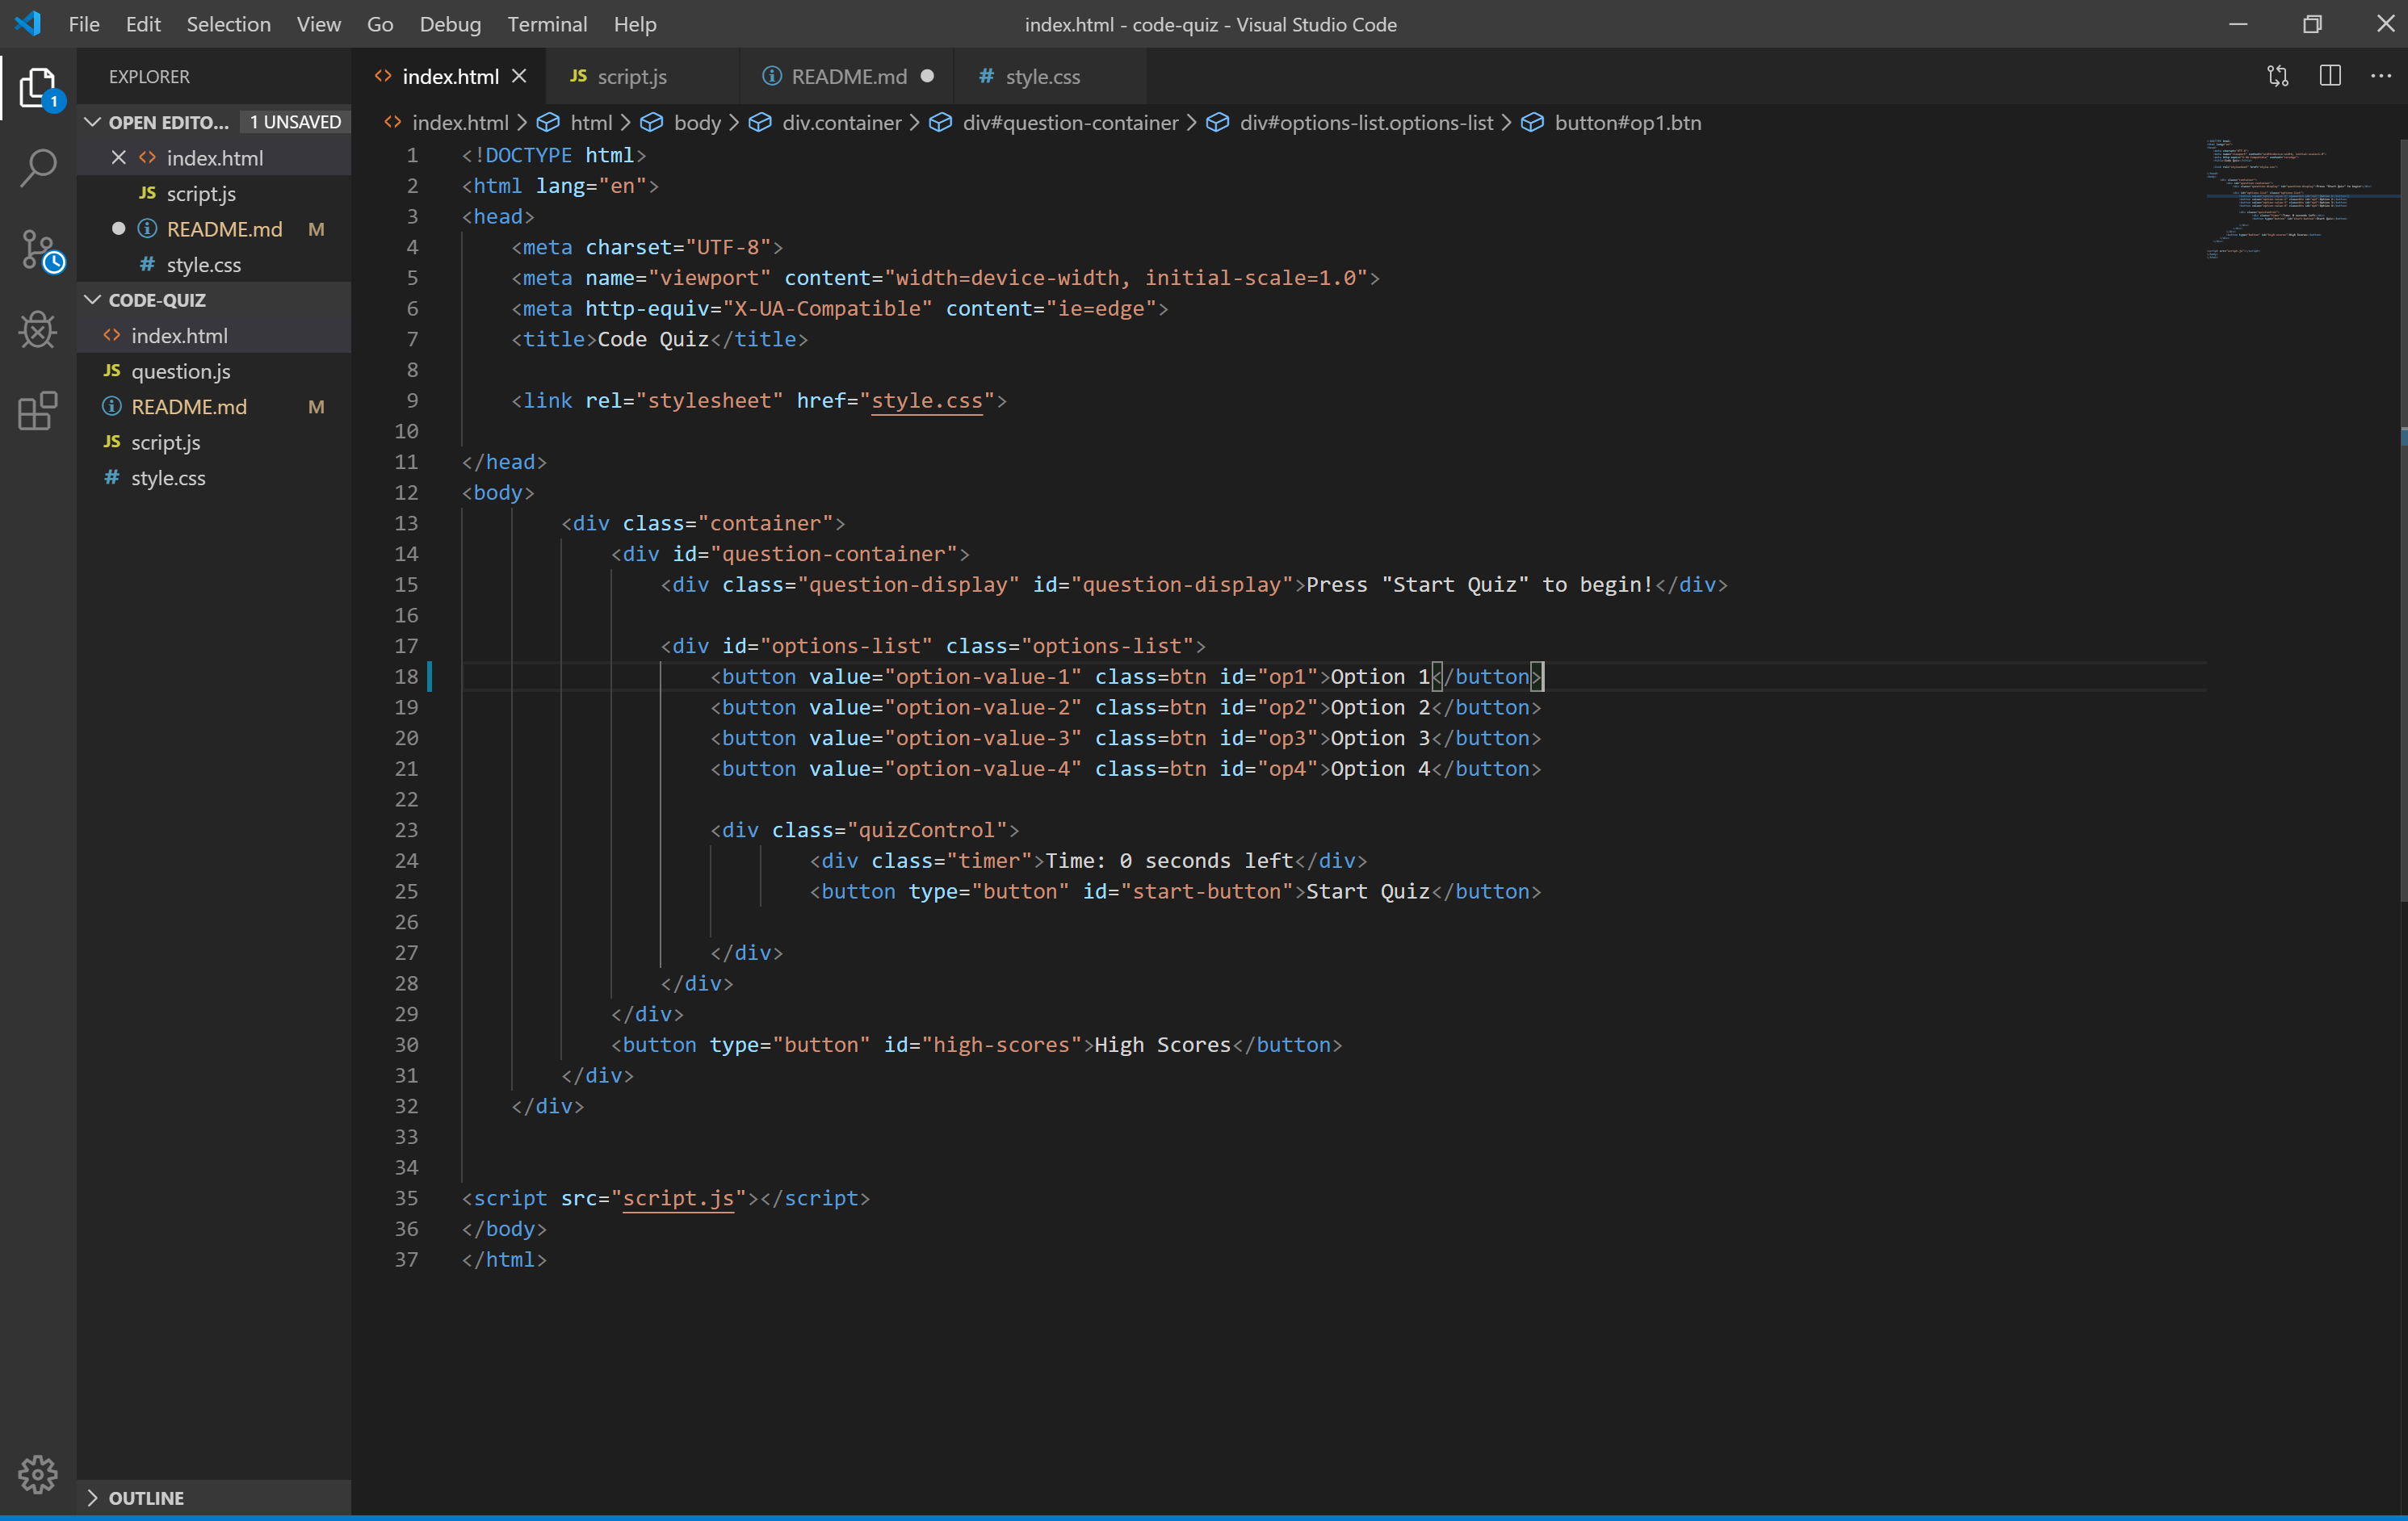 File Edit Selection View Go Debug Terminal Help
index.html - code-quiz - Visual Studio Code
EXPLORER
1
OPEN EDITO... 1 UNSAVED
index.html
JS script.js
README.md M
# style.css
CODE-QUIZ
index.html
JS question.js
README.md M
JS script.js
# style.css
OUTLINE
index.html JS script.js README.md # style.css
index.html > html > body > div.container > div#question-container > div#options-list.options-list > button#op1.btn
1 <!DOCTYPE html>
2 <html lang="en">
3 <head>
4 <meta charset="UTF-8">
5 <meta name="viewport" content="width=device-width, initial-scale=1.0">
6 <meta http-equiv="X-UA-Compatible" content="ie=edge">
7 <title>Code Quiz</title>
8
9 <link rel="stylesheet" href="style.css">
10
11 </head>
12 <body>
13 <div class="container">
14 <div id="question-container">
15 <div class="question-display" id="question-display">Press "Start Quiz" to begin!</div>
16
17 <div id="options-list" class="options-list">
18 <button value="option-value-1" class=btn id="op1">Option 1</button>
19 <button value="option-value-2" class=btn id="op2">Option 2</button>
20 <button value="option-value-3" class=btn id="op3">Option 3</button>
21 <button value="option-value-4" class=btn id="op4">Option 4</button>
22
23 <div class="quizControl">
24 <div class="timer">Time: 0 seconds left</div>
25 <button type="button" id="start-button">Start Quiz</button>
26
27 </div>
28 </div>
29 </div>
30 <button type="button" id="high-scores">High Scores</button>
31 </div>
32 </div>
33
34
35 <script src="script.js"></script>
36 </body>
37 </html>